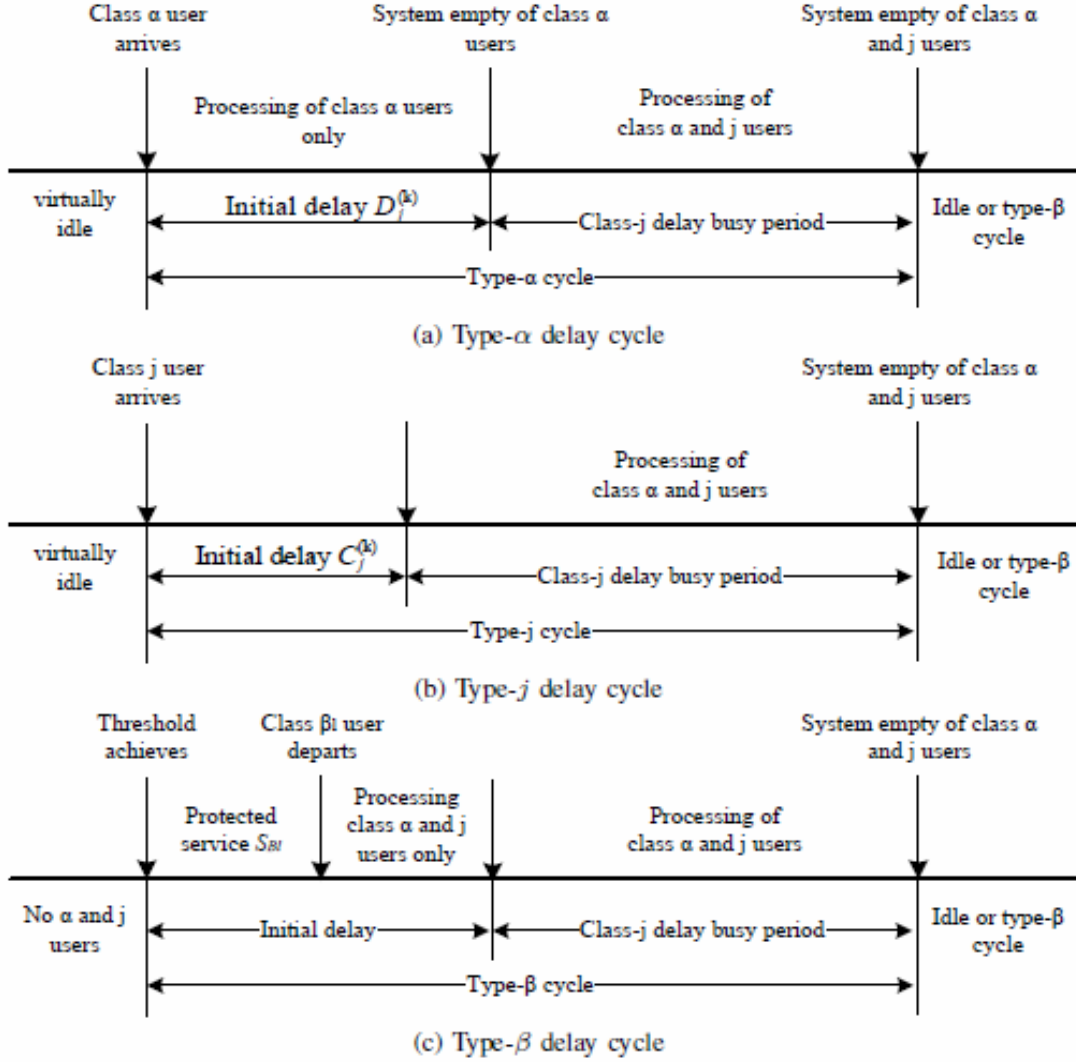 Class α user
arrives
System empty of class α
users
System empty of class α
and j users
Processing of class α users
only
Processing of
class α and j users
virtually
idle
Initial delay D_j^(k)
Class-j delay busy period
Idle or type-β
cycle
Type-α cycle
(a) Type-α delay cycle
Class j user
arrives
System empty of class α
and j users
Processing of
class α and j users
virtually
idle
Initial delay C_j^(k)
Class-j delay busy period
Idle or type-β
cycle
Type-j cycle
(b) Type-j delay cycle
Threshold
achieves
Class βl user
departs
System empty of class α
and j users
Protected
service S_βl
Processing
class α and j
users only
Processing of
class α and j users
No α and j
users
Initial delay
Class-j delay busy period
Idle or type-β
cycle
Type-β cycle
(c) Type-β delay cycle